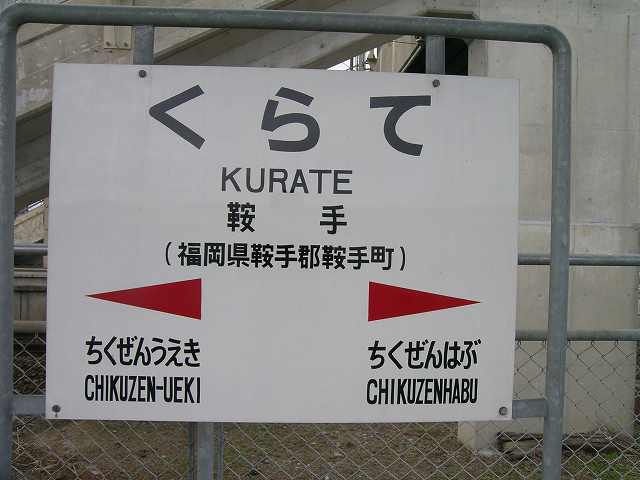 くらて
KURATE
鞍手
(福岡県鞍手郡鞍手町)
ちくぜんうえき ちくぜんはぶ
CHIKUZEN-UEKI CHIKUZENHABU